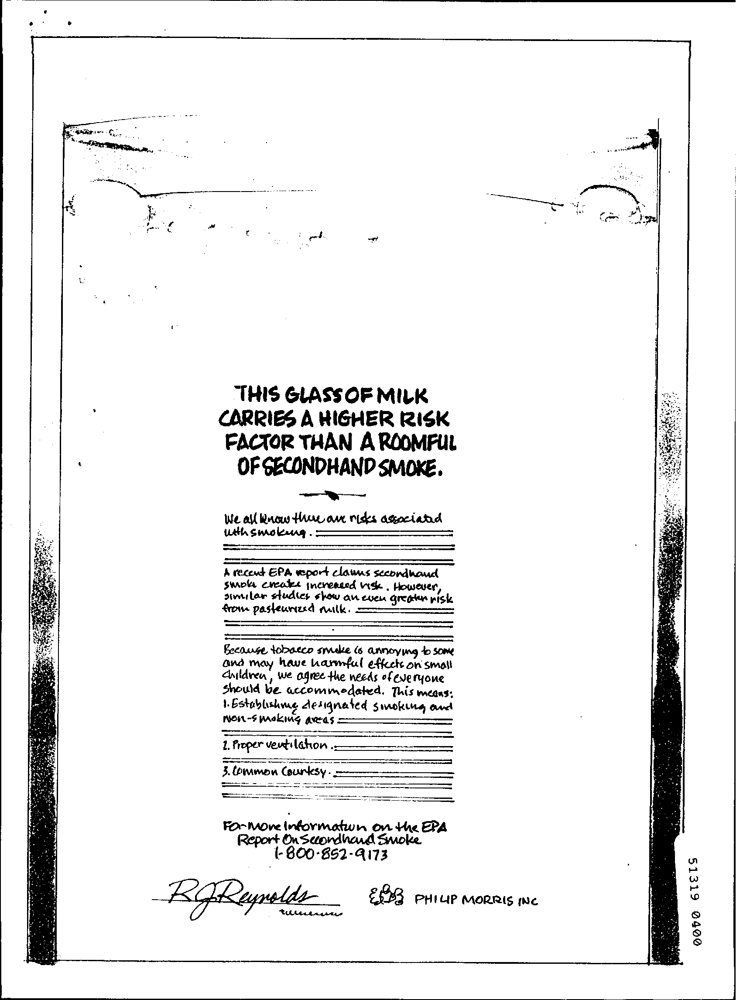 THIS GLASS OF MILK
CARRIES A HIGHER RISK
FACTOR THAN A ROOMFUL
OF SECONDHAND SMOKE.
We all know there are risks associated
with smoking.
A recent EPA report claims secondhand
smoke creates increased risk. However,
similar studies show an even greater risk
from pasteurized milk.
Because tobacco smoke is annoying to some
and may have harmful effects on small
children, we agree the needs of everyone
should be accommodated. This means:
1. Establishing designated smoking and
non-smoking areas
2. Proper ventilation.
3. Common Courtesy.
For more Information on the EPA
Report On Secondhand Smoke
1-800-852-9173
RJReynolds
PHILIP MORRIS INC
51319 0400